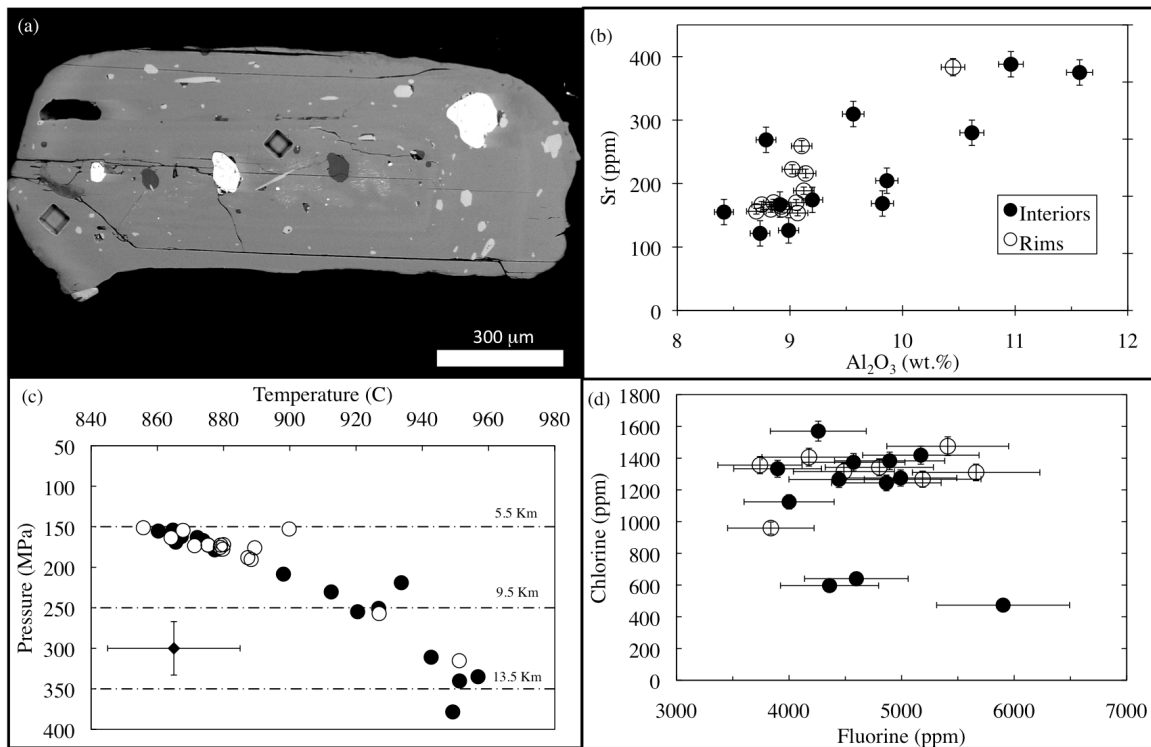 (a)
300 μm
(b)
Sr (ppm)
400
300
200
100
0
Interiors
Rims
8 9 10 11 12
Al₂O₃ (wt.%)
(c)
Temperature (C)
840 860 880 900 920 940 960 980
Pressure (MPa)
50
100
150
200
250
300
350
400
5.5 Km
9.5 Km
13.5 Km
(d)
Chlorine (ppm)
1800
1600
1400
1200
1000
800
600
400
200
0
3000 4000 5000 6000 7000
Fluorine (ppm)